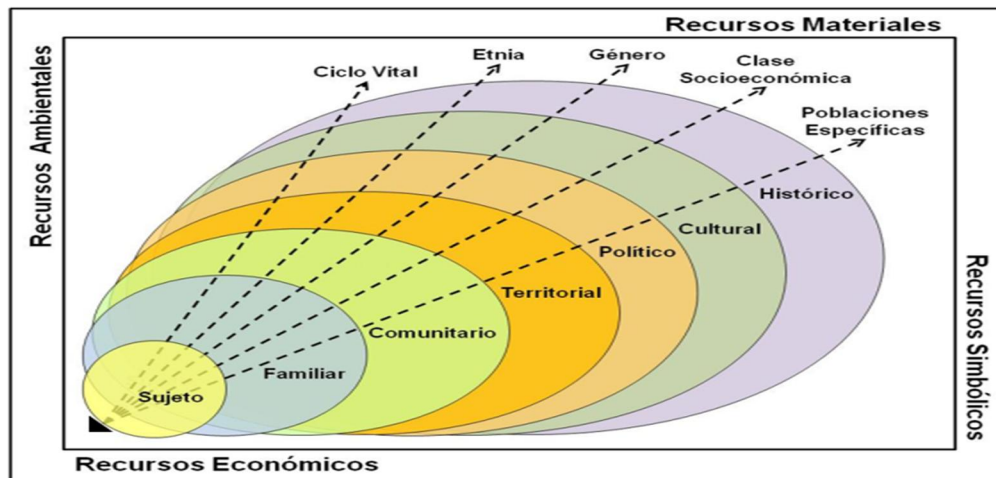 Recursos Materiales
Recursos Ambientales
Ciclo Vital
Etnia
Género
Clase
Socioeconómica
Poblaciones
Específicas
Histórico
Cultural
Político
Territorial
Comunitario
Familiar
Sujeto
Recursos Simbólicos
Recursos Económicos